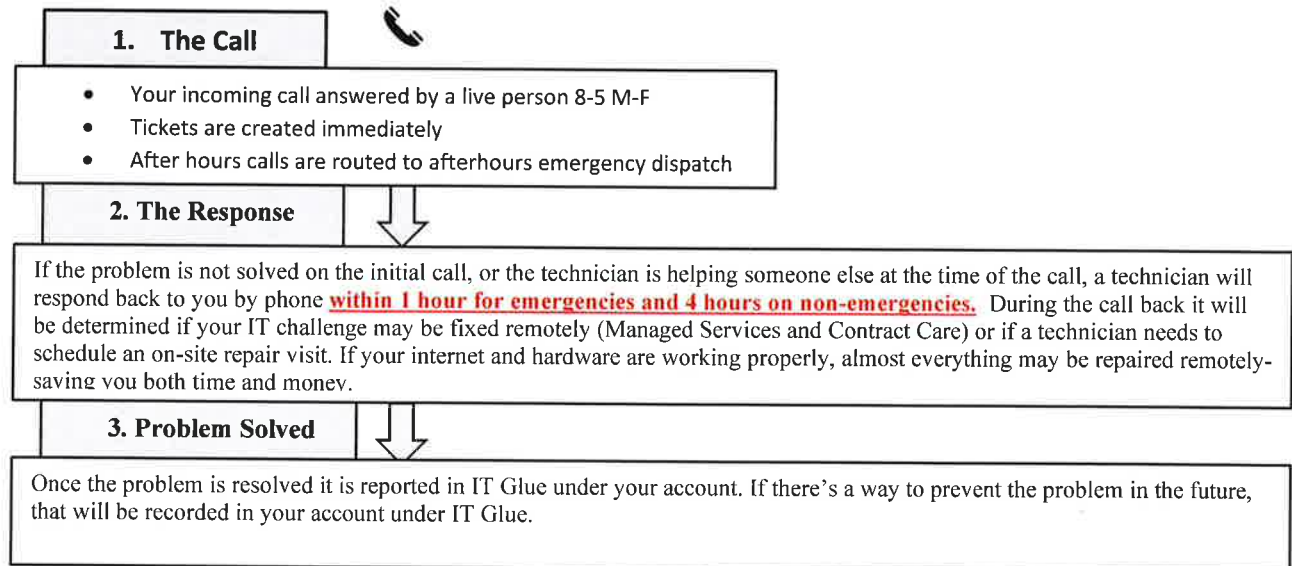 1. The Call
• Your incoming call answered by a live person 8-5 M-F
• Tickets are created immediately
• After hours calls are routed to afterhours emergency dispatch
2. The Response
If the problem is not solved on the initial call, or the technician is helping someone else at the time of the call, a technician will
respond back to you by phone within 1 hour for emergencies and 4 hours on non-emergencies. During the call back it will
be determined if your IT challenge may be fixed remotely (Managed Services and Contract Care) or if a technician needs to
schedule an on-site repair visit. If your internet and hardware are working properly, almost everything may be repaired remotely-
saving you both time and money.
3. Problem Solved
Once the problem is resolved it is reported in IT Glue under your account. If there's a way to prevent the problem in the future,
that will be recorded in your account under IT Glue.